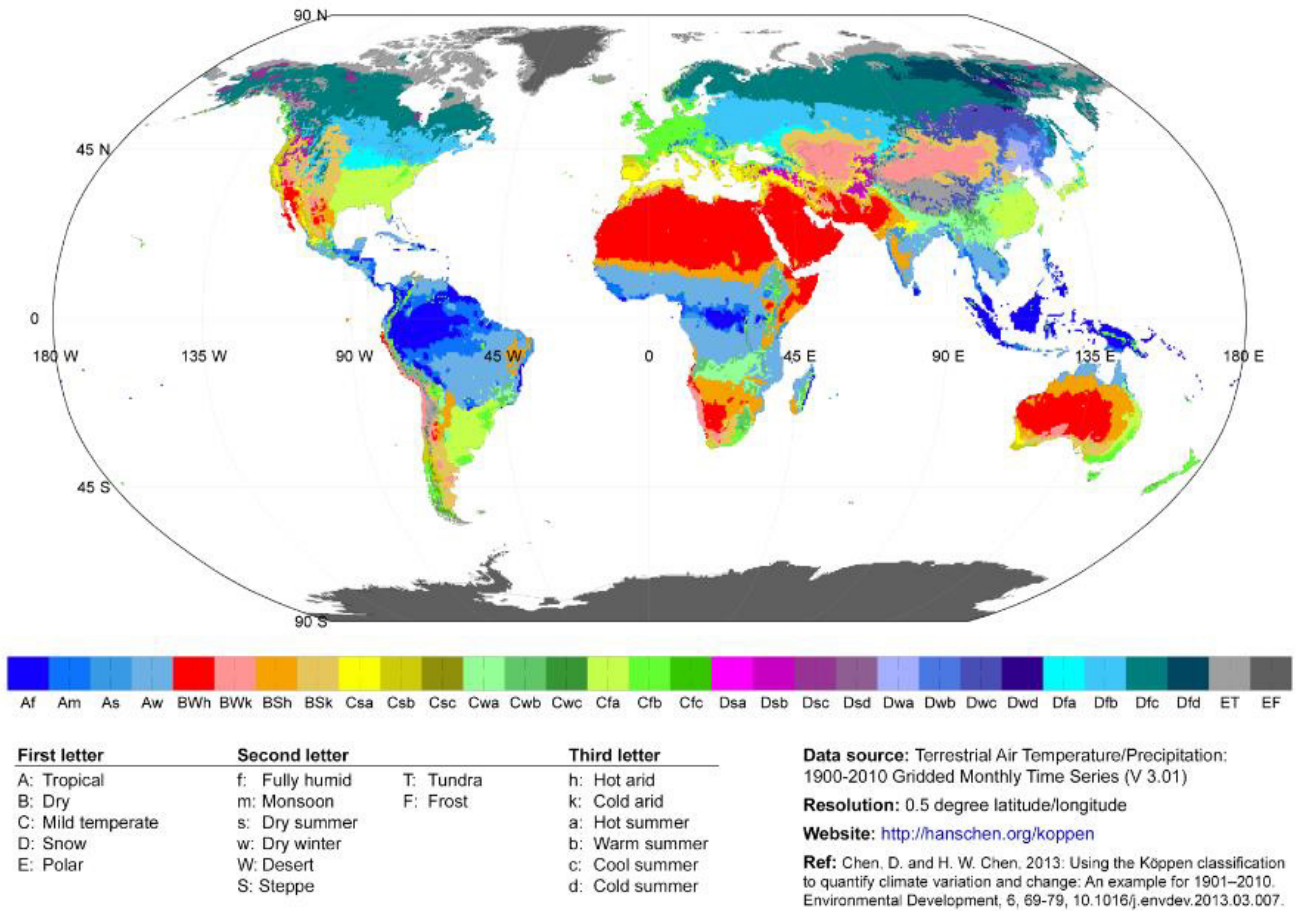 90 N
45 N
0
180 W 135 W 90 W 45 W 0 45 E 90 E 135 E 180 E
45 S
90 S
Af Am As Aw BWh BWk BSh BSk Csa Csb Csc Cwa Cwb Cwc Cfa Cfb Cfc Dsa Dsb Dsc Dsd Dwa Dwb Dwc Dwd Dfa Dfb Dfc Dfd ET EF
First letter
A: Tropical
B: Dry
C: Mild temperate
D: Snow
E: Polar
Second letter
f: Fully humid
m: Monsoon
s: Dry summer
w: Dry winter
W: Desert
S: Steppe
T: Tundra
F: Frost
Third letter
h: Hot arid
k: Cold arid
a: Hot summer
b: Warm summer
c: Cool summer
d: Cold summer
Data source: Terrestrial Air Temperature/Precipitation:
1900-2010 Gridded Monthly Time Series (V 3.01)
Resolution: 0.5 degree latitude/longitude
Website: http://hanschen.org/koppen
Ref: Chen, D. and H. W. Chen, 2013: Using the Köppen classification
to quantify climate variation and change: An example for 1901–2010.
Environmental Development, 6, 69-79, 10.1016/j.envdev.2013.03.007.